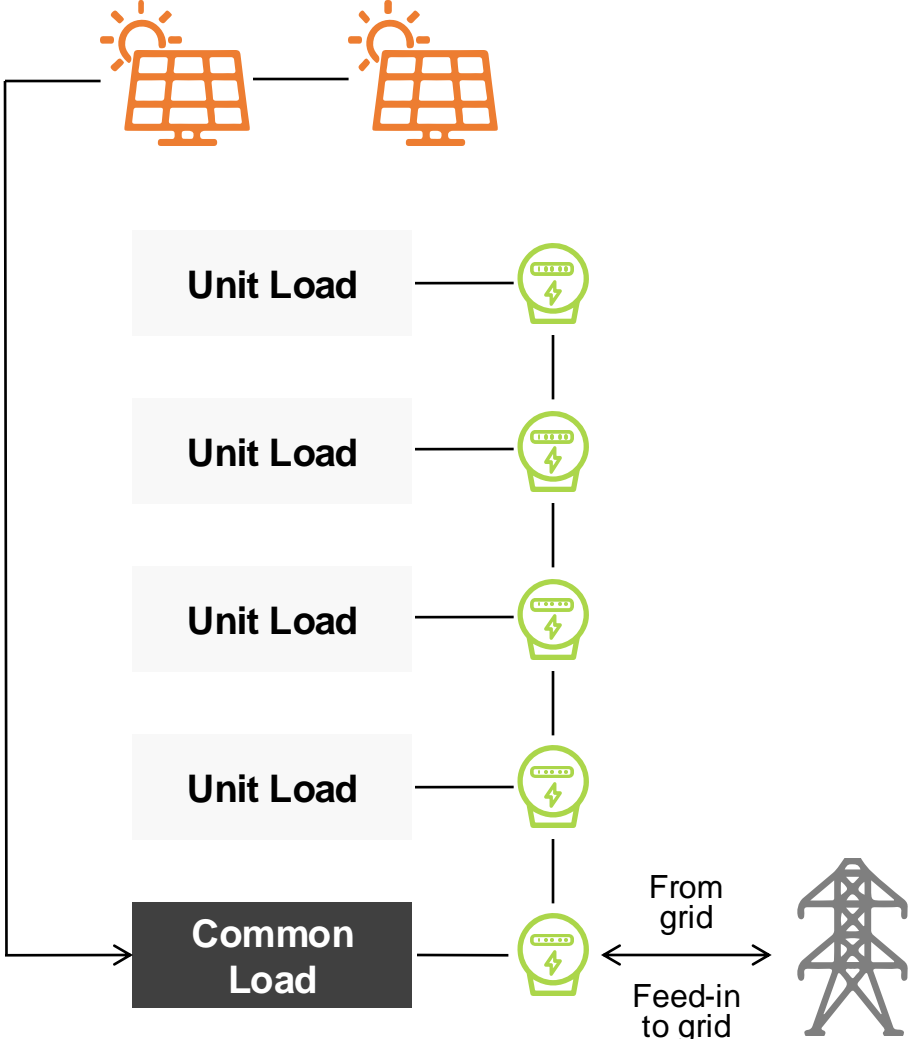 Unit Load
Unit Load
Unit Load
Unit Load
Common
Load
From
grid
Feed-in
to grid